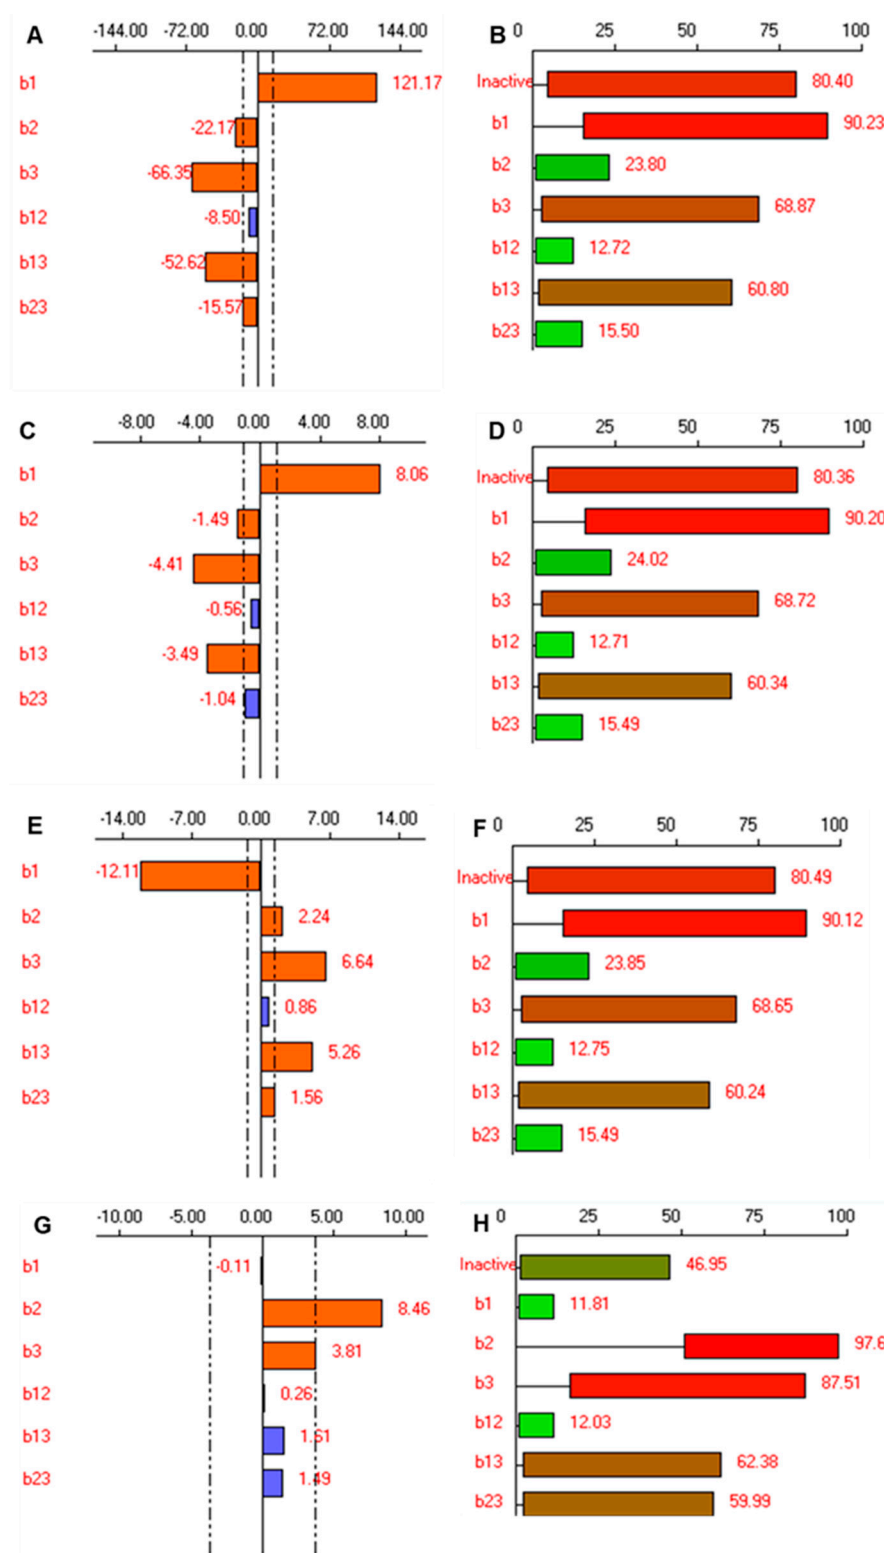 A
-144.00 -72.00 0.00 72.00 144.00
b1 121.17
b2 -22.17
b3 -66.35
b12 -8.50
b13 -52.62
b23 -15.57
B
0 25 50 75 100
Inactive 80.40
b1 90.23
b2 23.80
b3 68.87
b12 12.72
b13 60.80
b23 15.50
C
-8.00 -4.00 0.00 4.00 8.00
b1 8.06
b2 -1.49
b3 -4.41
b12 -0.56
b13 -3.49
b23 -1.04
D
0 25 50 75 100
Inactive 80.36
b1 90.20
b2 24.02
b3 68.72
b12 12.71
b13 60.34
b23 15.49
E
-14.00 -7.00 0.00 7.00 14.00
b1 -12.11
b2 2.24
b3 6.64
b12 0.86
b13 5.26
b23 1.56
F
0 25 50 75 100
Inactive 80.49
b1 90.12
b2 23.85
b3 68.65
b12 12.75
b13 60.24
b23 15.49
G
-10.00 -5.00 0.00 5.00 10.00
b1 -0.11
b2 8.46
b3 3.81
b12 0.26
b13 1.61
b23 1.49
H
0 25 50 75 100
Inactive 46.95
b1 11.81
b2 97.6
b3 87.51
b12 12.03
b13 62.38
b23 59.99